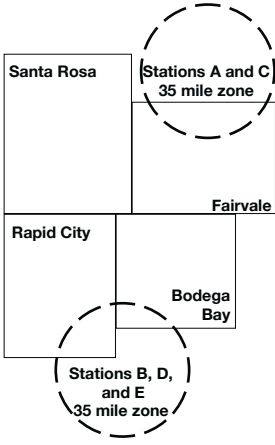 Santa Rosa
Stations A and C
35 mile zone
Fairvale
Rapid City
Bodega
Bay
Stations B, D,
and E
35 mile zone